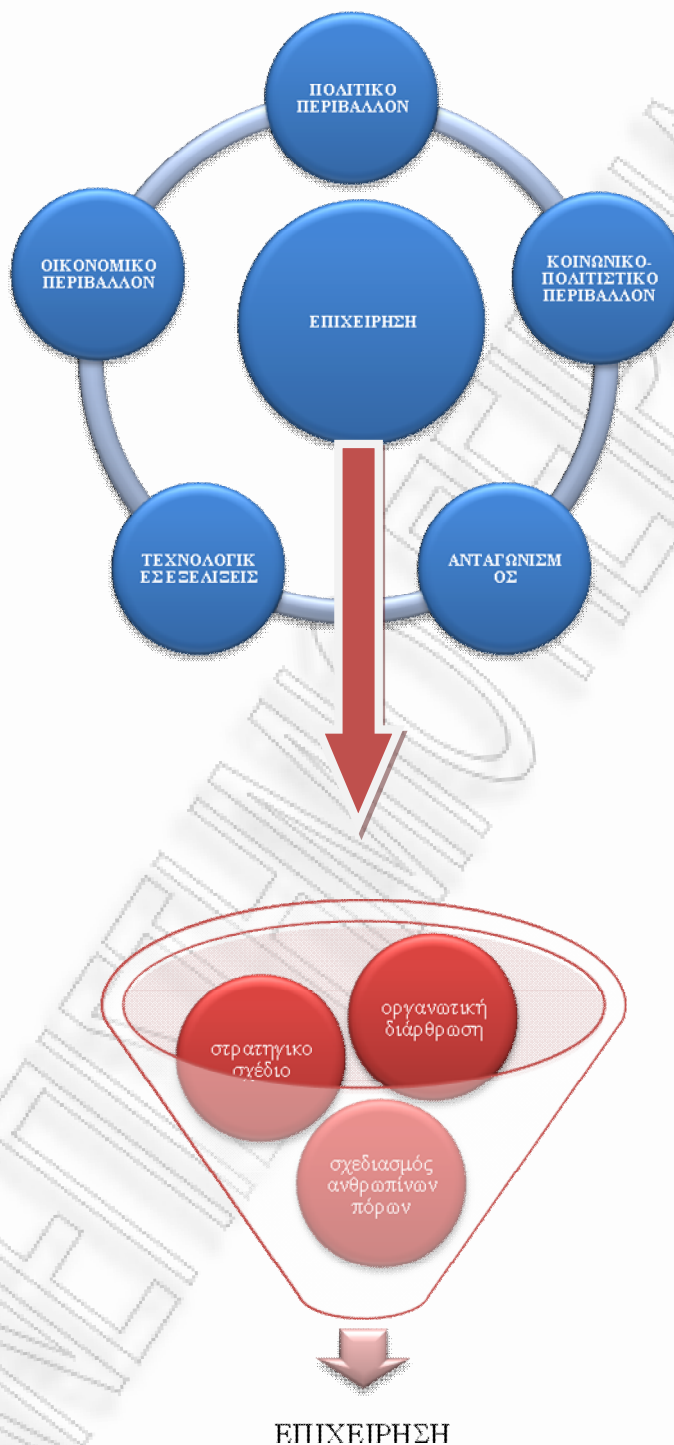 ΠΟΛΙΤΙΚΟ
ΠΕΡΙΒΑΛΛΟΝ
ΟΙΚΟΝΟΜΙΚΟ
ΠΕΡΙΒΑΛΛΟΝ
ΚΟΙΝΩΝΙΚΟ-
ΠΟΛΙΤΙΣΤΙΚΟ
ΠΕΡΙΒΑΛΛΟΝ
ΕΠΙΧΕΙΡΗΣΗ
ΤΕΧΝΟΛΟΓΙΚ
ΕΣ ΕΞΕΛΙΞΕΙΣ
ΑΝΤΑΓΩΝΙΣΜ
ΟΣ
οργανωτική
διάρθρωση
στρατηγικο
σχέδιο
σχεδιασμός
ανθρωπίνων
πόρων
ΕΠΙΧΕΙΡΗΣΗ